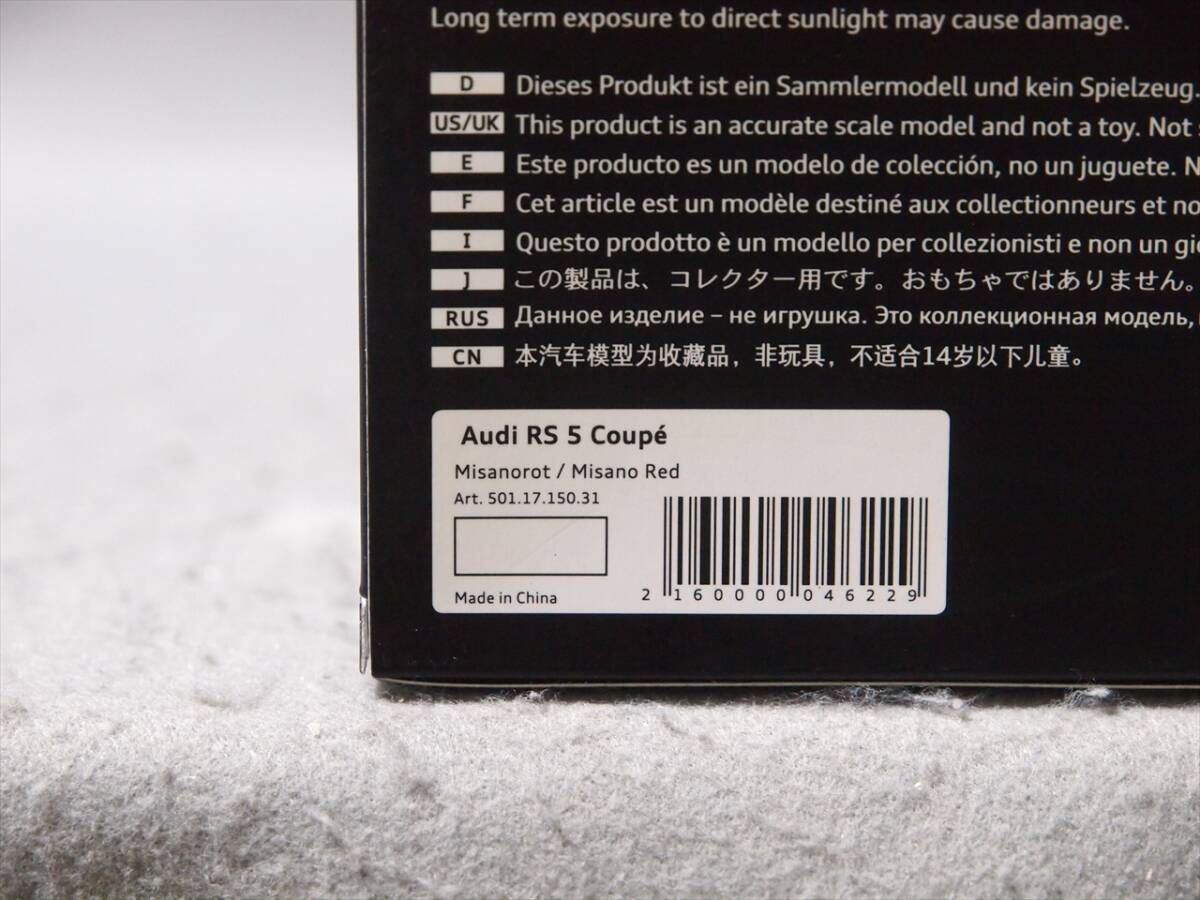 Long term exposure to direct sunlight may cause damage.
D Dieses Produkt ist ein Sammlermodell und kein Spielzeug.
US/UK This product is an accurate scale model and not a toy. Not
E Este producto es un modelo de colección, no un juguete. N
F Cet article est un modèle destiné aux collectionneurs et no
I Questo prodotto è un modello per collezionisti e non un gio
J この製品は、コレクター用です。おもちゃではありません。
RUS Данное изделие – не игрушка. Это коллекционная модель,
CN 本汽车模型为收藏品，非玩具，不适合14岁以下儿童。
Audi RS 5 Coupé
Misanorot / Misano Red
Art. 501.17.150.31
Made in China
2 160000 046229